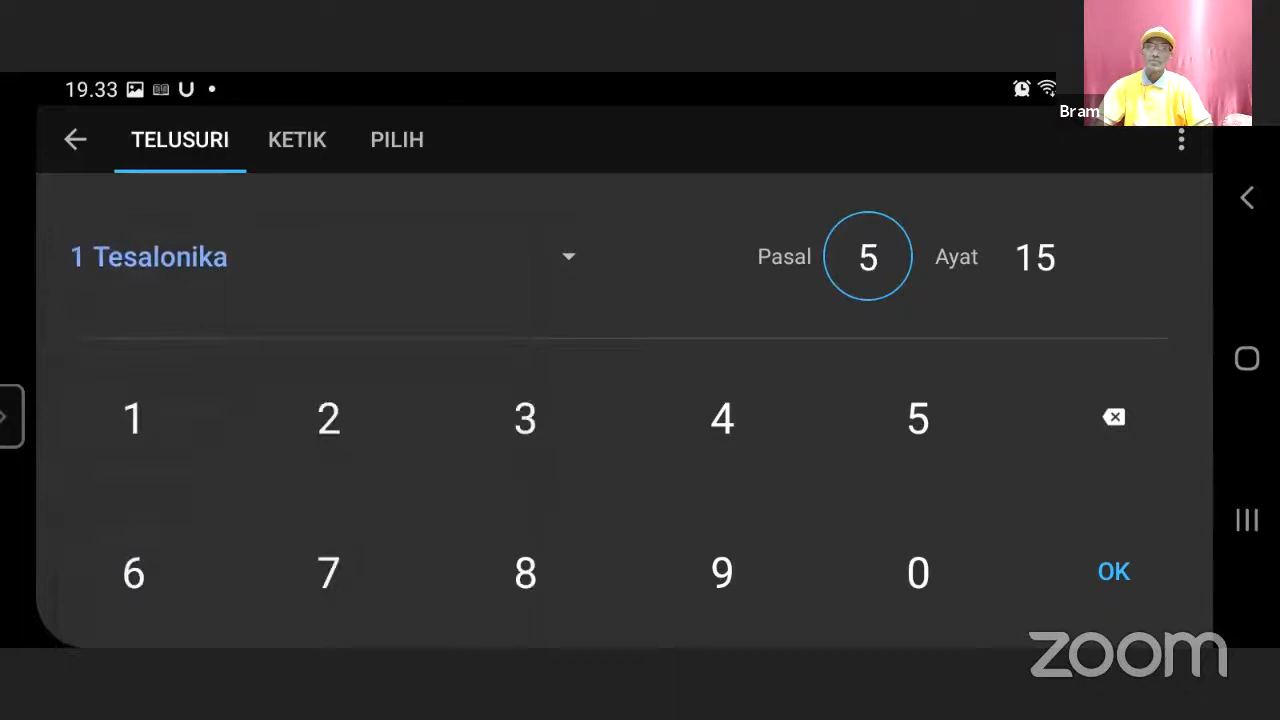 19.33
Bram
TELUSURI KETIK PILIH
1 Tesalonika Pasal 5 Ayat 15
1 2 3 4 5
6 7 8 9 0 OK
zoom